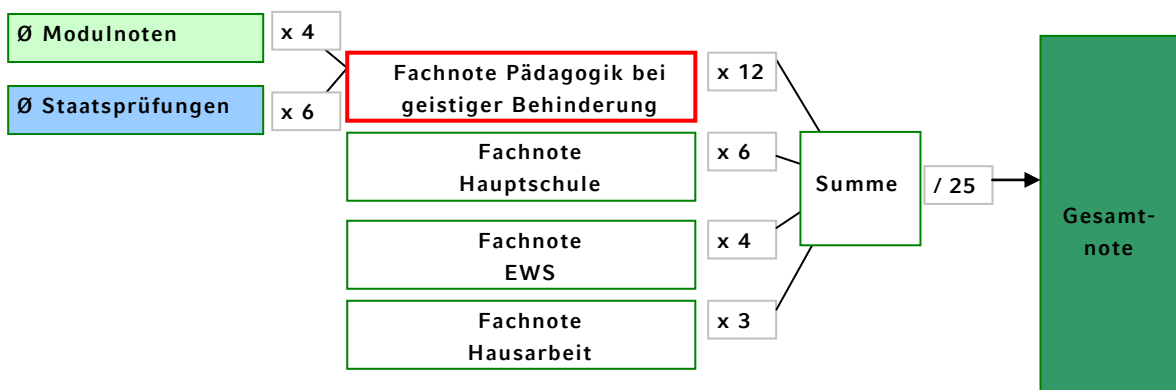 Ø Modulnoten
x 4
Ø Staatsprüfungen
x 6
Fachnote Pädagogik bei
geistiger Behinderung
x 12
Fachnote
Hauptschule
x 6
Fachnote
EWS
x 4
Fachnote
Hausarbeit
x 3
Summe
/ 25
Gesamt-
note